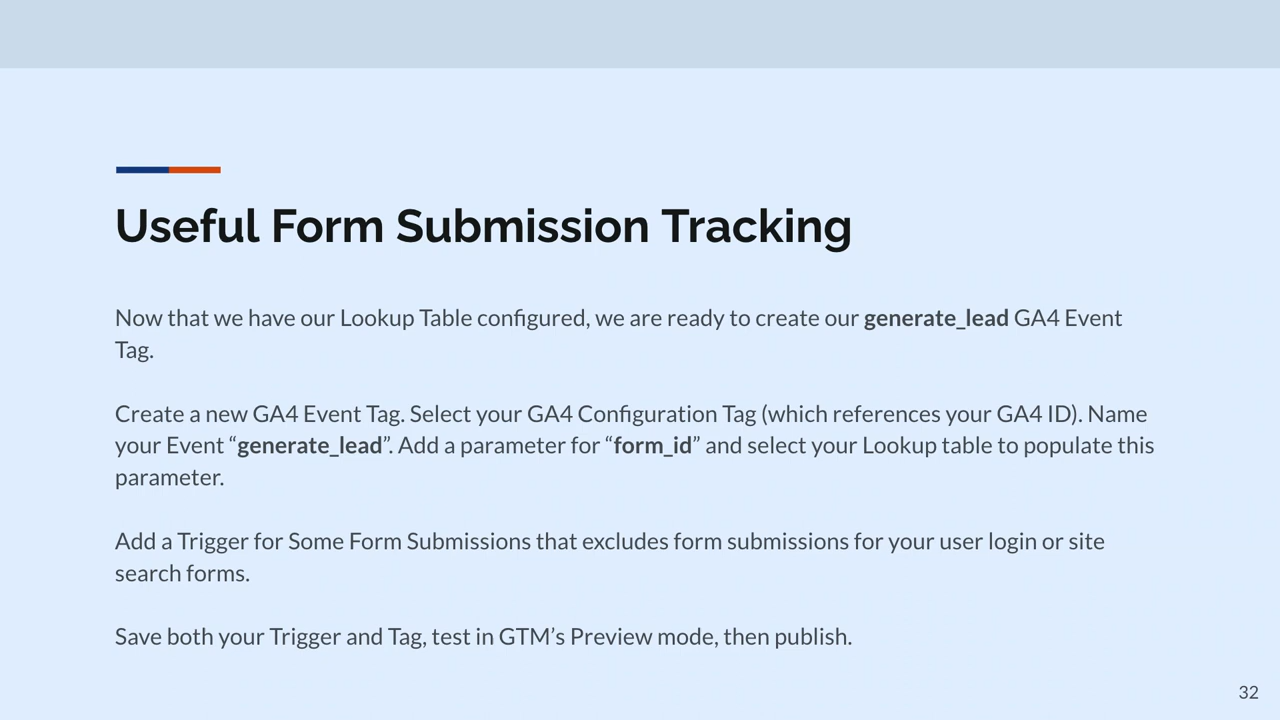 Useful Form Submission Tracking
Now that we have our Lookup Table configured, we are ready to create our generate_lead GA4 Event
Tag.
Create a new GA4 Event Tag. Select your GA4 Configuration Tag (which references your GA4 ID). Name
your Event “generate_lead”. Add a parameter for “form_id” and select your Lookup table to populate this
parameter.
Add a Trigger for Some Form Submissions that excludes form submissions for your user login or site
search forms.
Save both your Trigger and Tag, test in GTM’s Preview mode, then publish.
32